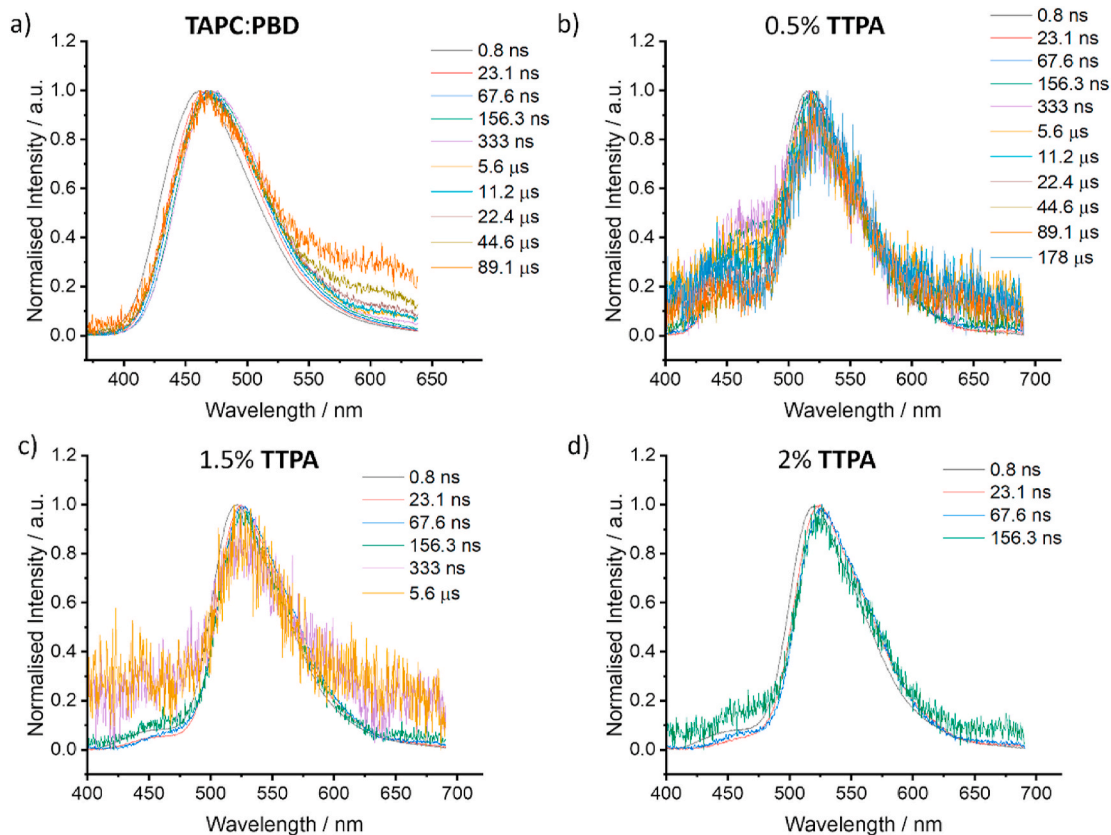 a)
TAPC:PBD
Normalised Intensity / a.u.
1.2
1.0
0.8
0.6
0.4
0.2
0.0
400 450 500 550 600 650
Wavelength / nm
0.8 ns
23.1 ns
67.6 ns
156.3 ns
333 ns
5.6 μs
11.2 μs
22.4 μs
44.6 μs
89.1 μs
b)
0.5% TTPA
Normalised Intensity / a.u.
1.2
1.0
0.8
0.6
0.4
0.2
0.0
400 450 500 550 600 650 700
Wavelength / nm
0.8 ns
23.1 ns
67.6 ns
156.3 ns
333 ns
5.6 μs
11.2 μs
22.4 μs
44.6 μs
89.1 μs
178 μs
c)
1.5% TTPA
Normalised Intensity / a.u.
1.2
1.0
0.8
0.6
0.4
0.2
0.0
400 450 500 550 600 650 700
Wavelength / nm
0.8 ns
23.1 ns
67.6 ns
156.3 ns
333 ns
5.6 μs
d)
2% TTPA
Normalised Intensity / a.u.
1.2
1.0
0.8
0.6
0.4
0.2
0.0
400 450 500 550 600 650 700
Wavelength / nm
0.8 ns
23.1 ns
67.6 ns
156.3 ns